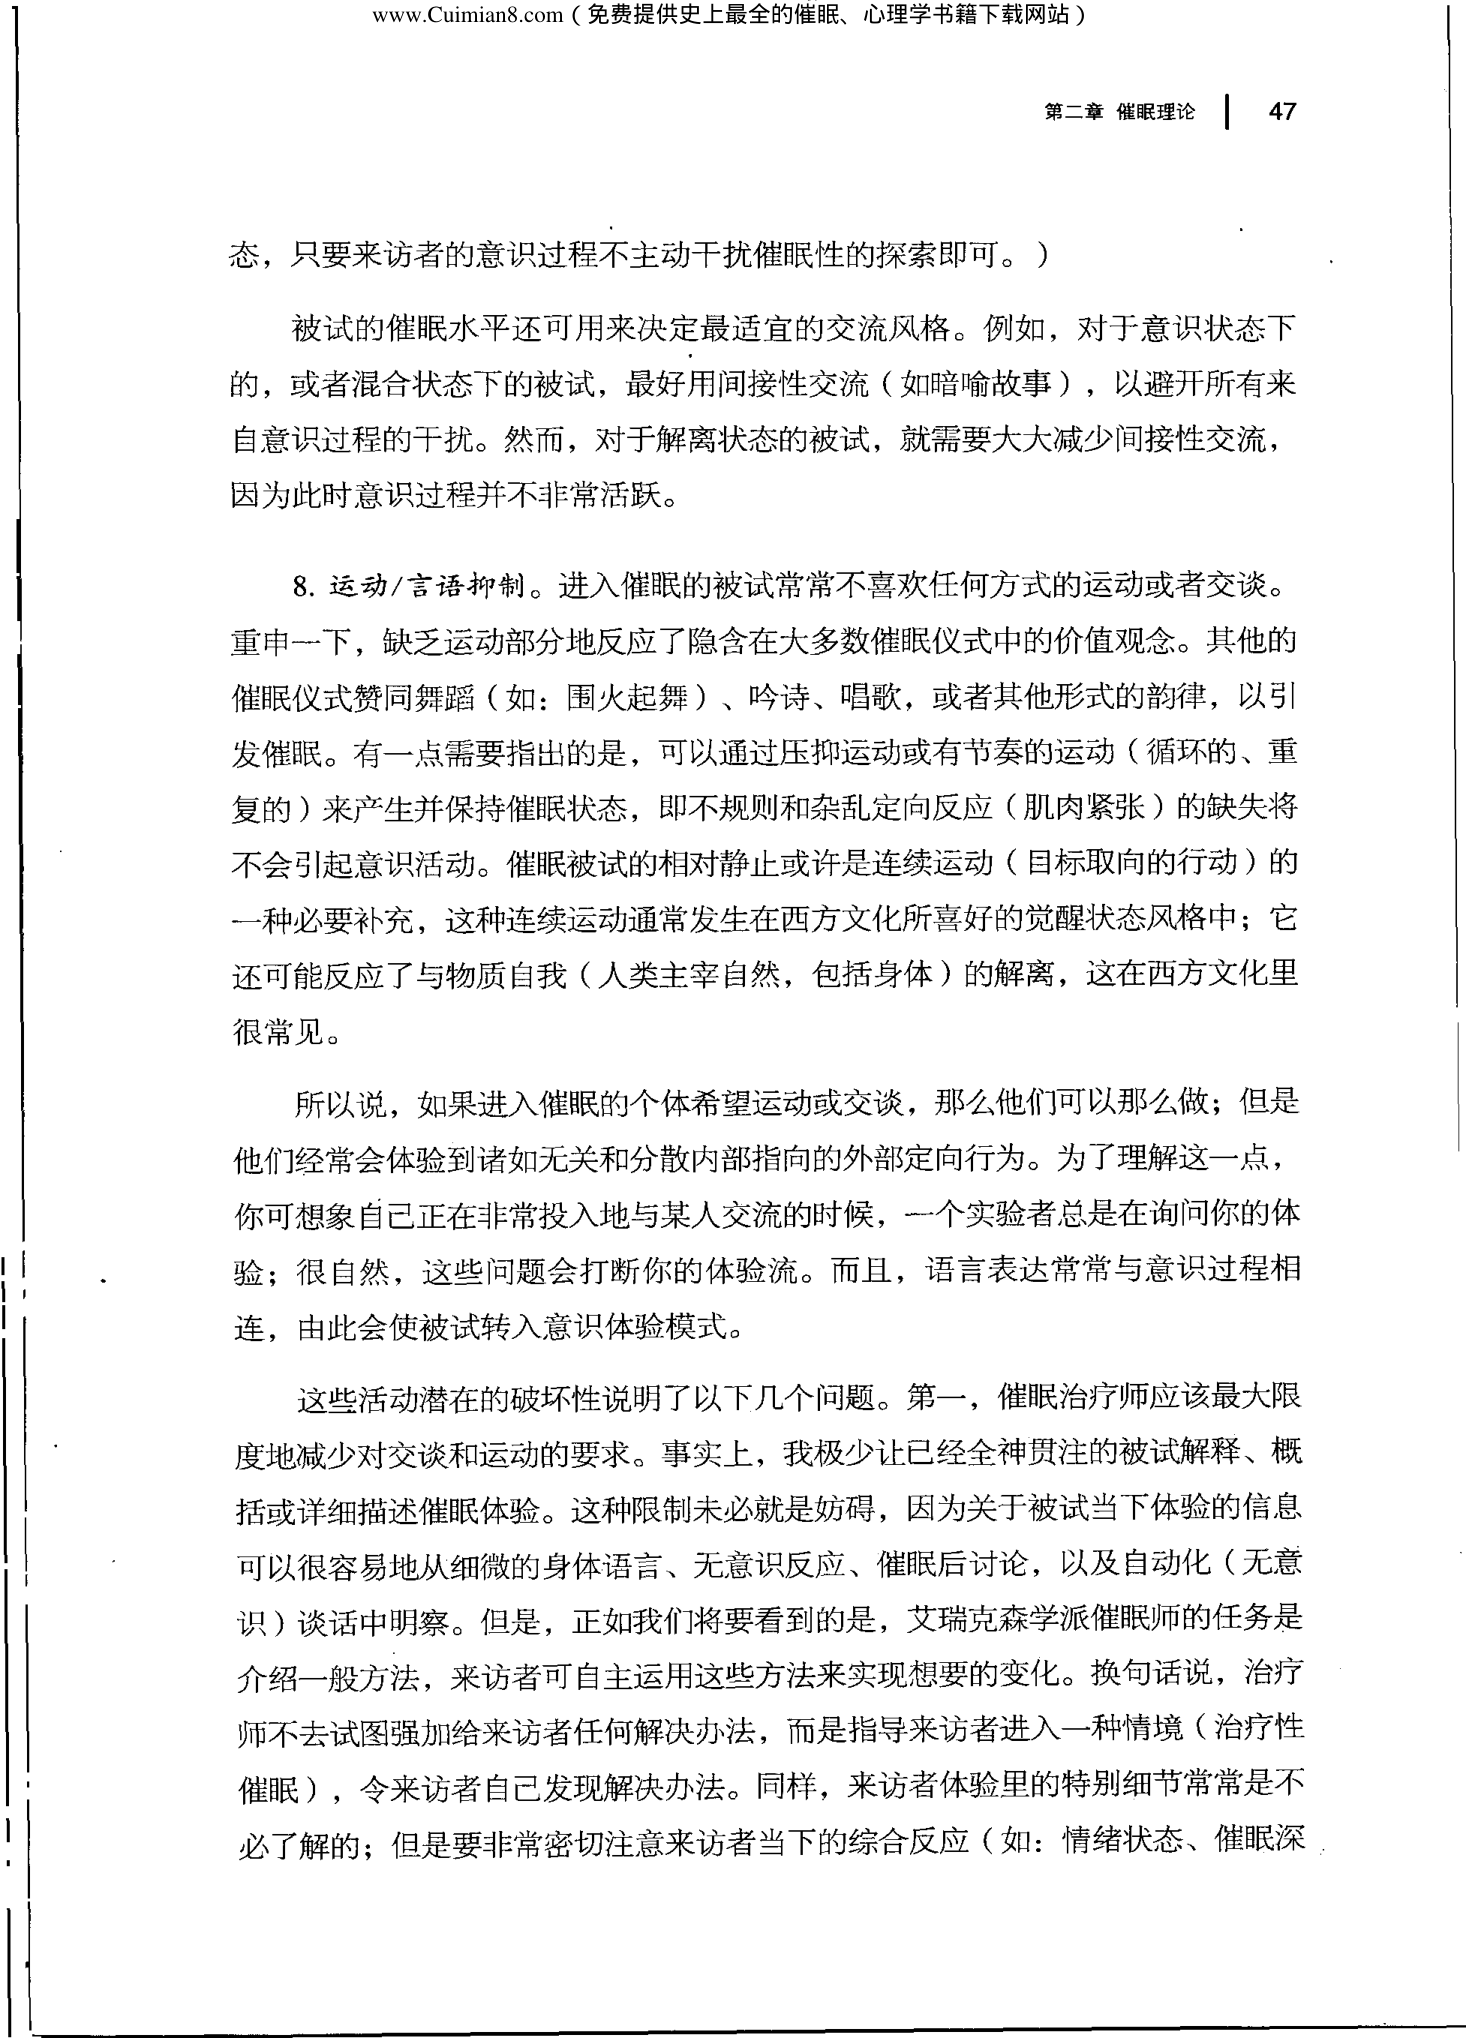 www.Cuimian8.com（免费提供史上最全的催眠、心理学书籍下载网站）
第二章 催眠理论 47
态，只要来访者的意识过程不主动干扰催眠性的探索即可。）
被试的催眠水平还可用来决定最适宜的交流风格。例如，对于意识状态下
的，或者混合状态下的被试，最好用间接性交流（如暗喻故事），以避开所有来
自意识过程的干扰。然而，对于解离状态的被试，就需要大大减少间接性交流，
因为此时意识过程并不非常活跃。
8. 运动/言语抑制。进入催眠的被试常常不喜欢任何方式的运动或者交谈。
重申一下，缺乏运动部分地反应了隐含在大多数催眠仪式中的价值观念。其他的
催眠仪式赞同舞蹈（如：围火起舞）、吟诗、唱歌，或者其他形式的韵律，以引
发催眠。有一点需要指出的是，可以通过压抑运动或有节奏的运动（循环的、重
复的）来产生并保持催眠状态，即不规则和杂乱定向反应（肌肉紧张）的缺失将
不会引起意识活动。催眠被试的相对静止或许是连续运动（目标取向的行动）的
一种必要补充，这种连续运动通常发生在西方文化所喜好的觉醒状态风格中；它
还可能反应了与物质自我（人类主宰自然，包括身体）的解离，这在西方文化里
很常见。
所以说，如果进入催眠的个体希望运动或交谈，那么他们可以那么做；但是
他们经常会体验到诸如无关和分散内部指向的外部定向行为。为了理解这一点，
你可想象自己正在非常投入地与某人交流的时候，一个实验者总是在询问你的体
验；很自然，这些问题会打断你的体验流。而且，语言表达常常与意识过程相
连，由此会使被试转入意识体验模式。
这些活动潜在的破坏性说明了以下几个问题。第一，催眠治疗师应该最大限
度地减少对交谈和运动的要求。事实上，我极少让已经全神贯注的被试解释、概
括或详细描述催眠体验。这种限制未必就是妨碍，因为关于被试当下体验的信息
可以很容易地从细微的身体语言、无意识反应、催眠后讨论，以及自动化（无意
识）谈话中明察。但是，正如我们将要看到的是，艾瑞克森学派催眠师的任务是
介绍一般方法，来访者可自主运用这些方法来实现想要的变化。换句话说，治疗
师不去试图强加给来访者任何解决办法，而是指导来访者进入一种情境（治疗性
催眠），令来访者自己发现解决办法。同样，来访者体验里的特别细节常常是不
必了解的；但是要非常密切注意来访者当下的综合反应（如：情绪状态、催眠深